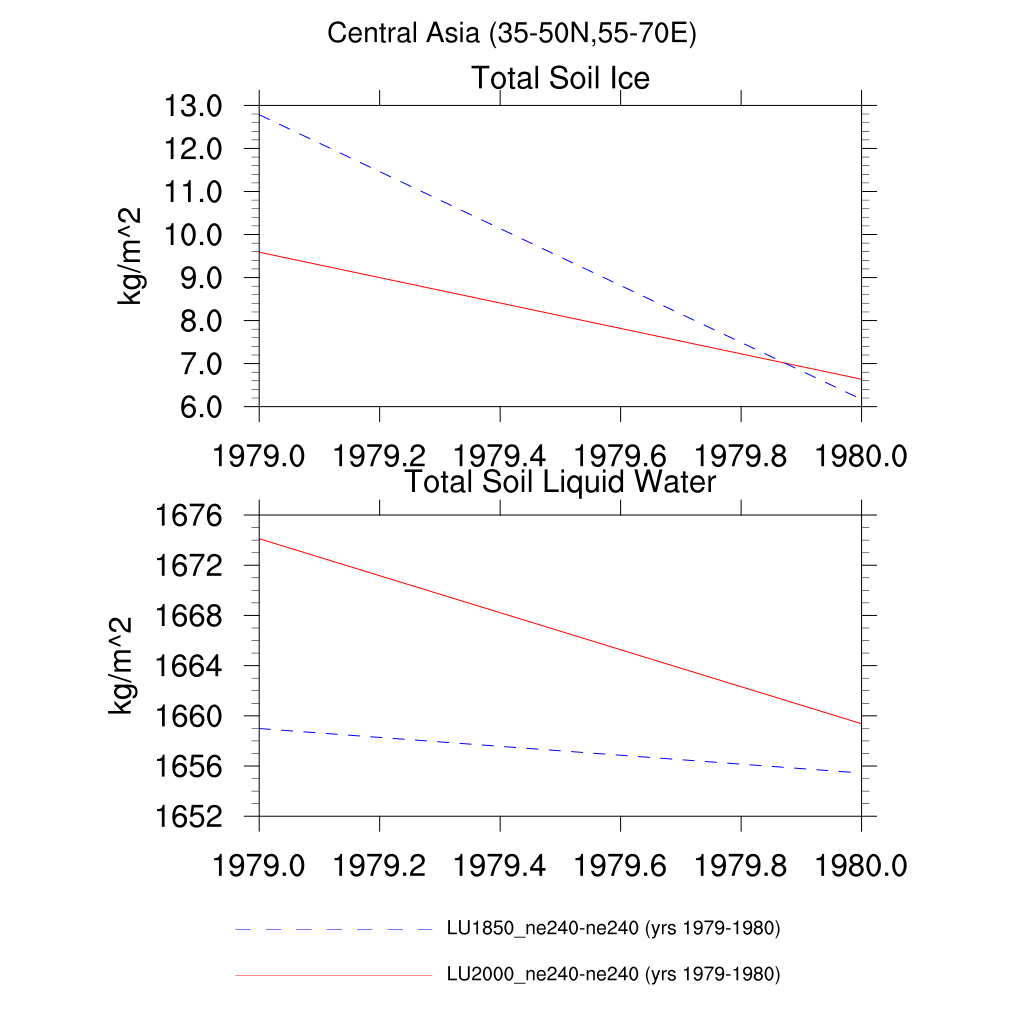 Central Asia (35-50N,55-70E)
Total Soil Ice
13.0
12.0
11.0
10.0
9.0
8.0
7.0
6.0
kg/m^2
1979.0 1979.2 1979.4 1979.6 1979.8 1980.0
Total Soil Liquid Water
1676
1672
1668
1664
1660
1656
1652
kg/m^2
1979.0 1979.2 1979.4 1979.6 1979.8 1980.0
LU1850_ne240-ne240 (yrs 1979-1980)
LU2000_ne240-ne240 (yrs 1979-1980)